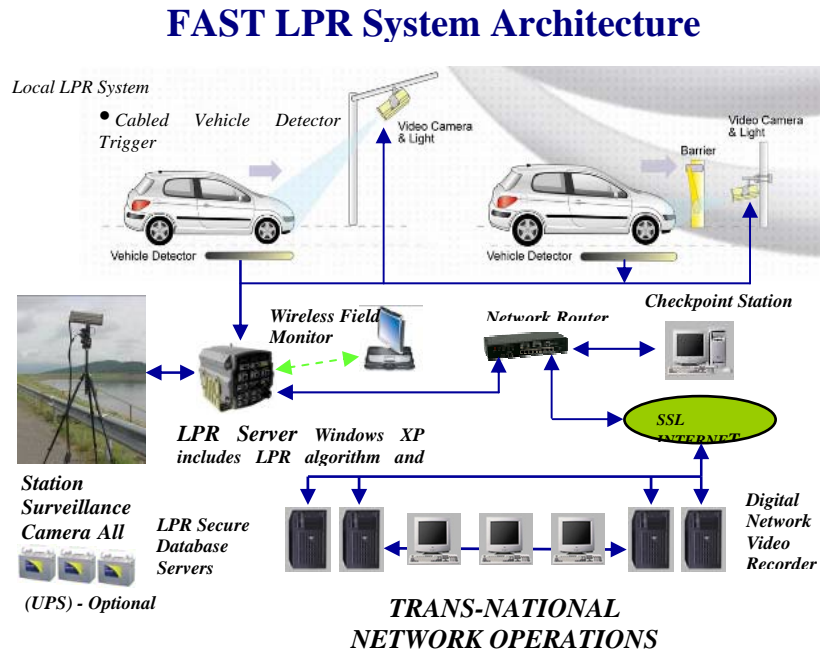 FAST LPR System Architecture
Local LPR System
• Cabled Vehicle Detector
Trigger
Video Camera
& Light
Vehicle Detector
Video Camera
& Light
Barrier
Vehicle Detector
Wireless Field
Monitor
Network Router
Checkpoint Station
LPR Server Windows XP
includes LPR algorithm and
SSL
INTERNET
Station
Surveillance
Camera All
(UPS) - Optional
LPR Secure
Database
Servers
Digital
Network
Video
Recorder
TRANS-NATIONAL
NETWORK OPERATIONS